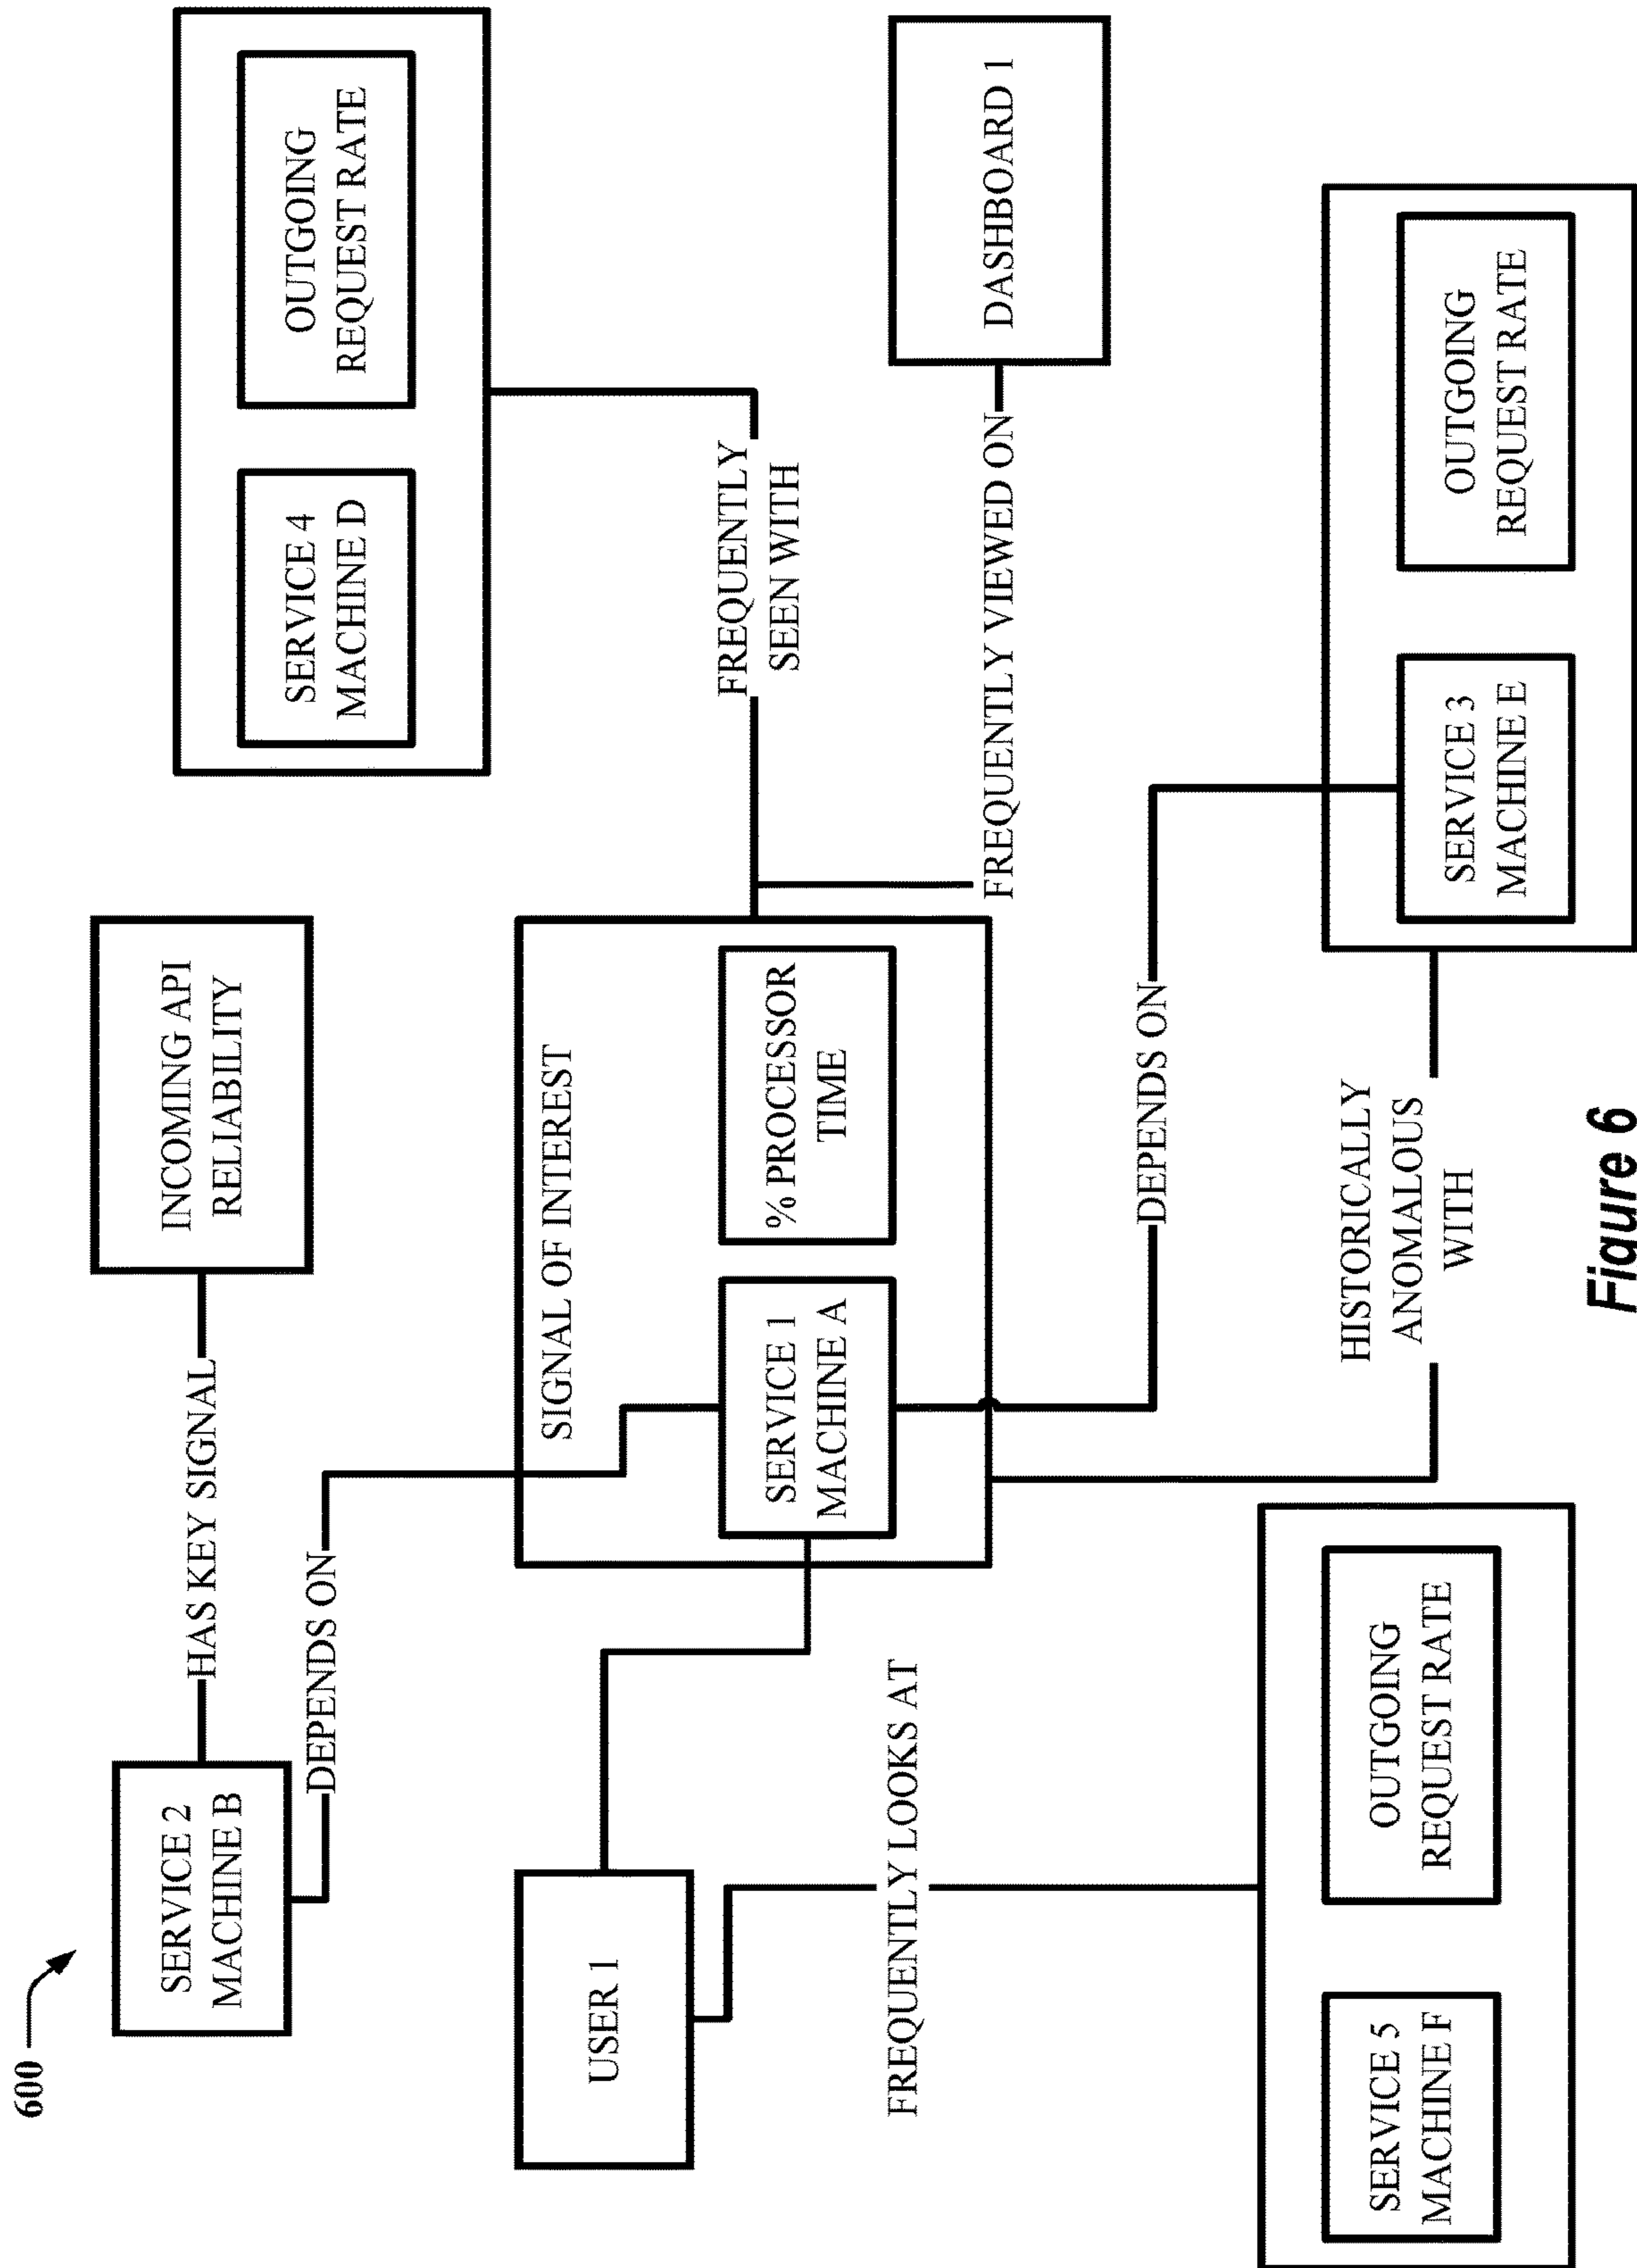 600
SERVICE 2
MACHINE B
HAS KEY SIGNAL
INCOMING API
RELIABILITY
DEPENDS ON
SERVICE 4
MACHINE D
OUTGOING
REQUEST RATE
USER 1
SIGNAL OF INTEREST
SERVICE 1
MACHINE A
% PROCESSOR
TIME
FREQUENTLY
SEEN WITH
FREQUENTLY LOOKS AT
FREQUENTLY VIEWED ON
DASHBOARD 1
DEPENDS ON
SERVICE 5
MACHINE F
OUTGOING
REQUEST RATE
HISTORICALLY
ANOMALOUS
WITH
SERVICE 3
MACHINE E
OUTGOING
REQUEST RATE
Figure 6